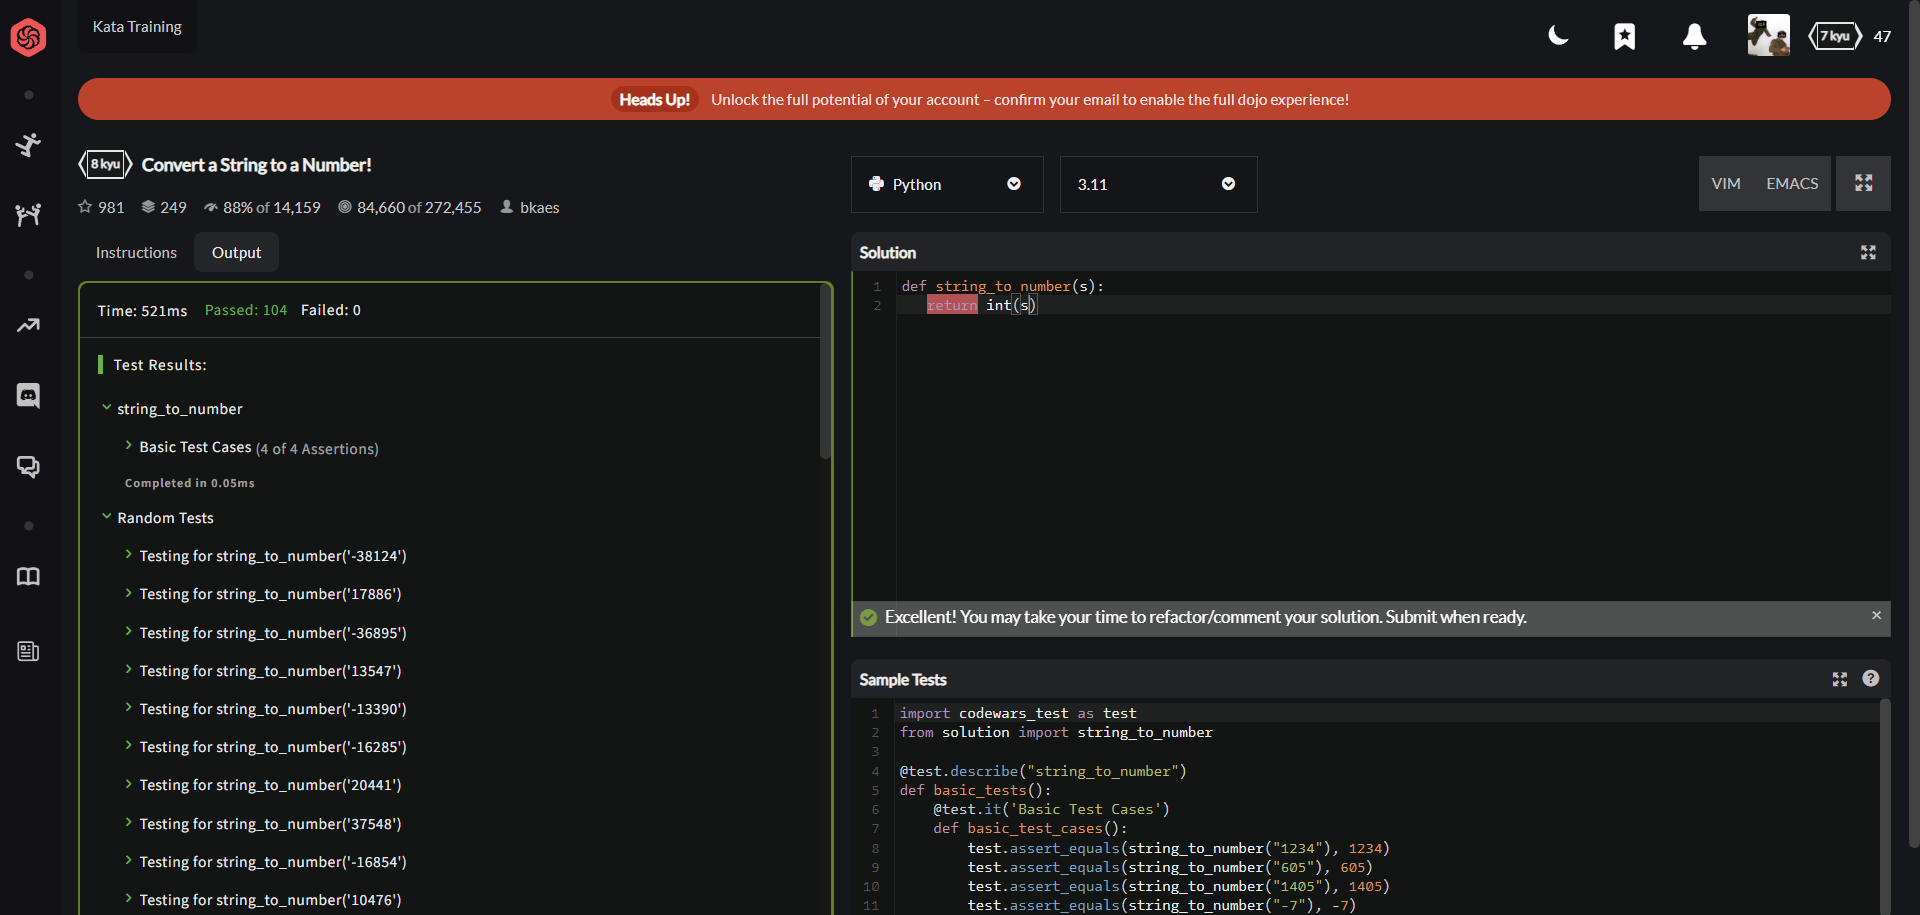 Kata Training
7 kyu 47
Heads Up! Unlock the full potential of your account – confirm your email to enable the full dojo experience!
8 kyu Convert a String to a Number!
981 249 88% of 14,159 84,660 of 272,455 bkaes
Instructions Output
Time: 521ms Passed: 104 Failed: 0
Test Results:
string_to_number
Basic Test Cases (4 of 4 Assertions)
Completed in 0.05ms
Random Tests
Testing for string_to_number('-38124')
Testing for string_to_number('17886')
Testing for string_to_number('-36895')
Testing for string_to_number('13547')
Testing for string_to_number('-13390')
Testing for string_to_number('-16285')
Testing for string_to_number('20441')
Testing for string_to_number('37548')
Testing for string_to_number('-16854')
Testing for string_to_number('10476')
Python 3.11 VIM EMACS
Solution
1 def string_to_number(s):
2 return int(s)
Excellent! You may take your time to refactor/comment your solution. Submit when ready.
Sample Tests
1 import codewars_test as test
2 from solution import string_to_number
3
4 @test.describe("string_to_number")
5 def basic_tests():
6 @test.it('Basic Test Cases')
7 def basic_test_cases():
8 test.assert_equals(string_to_number("1234"), 1234)
9 test.assert_equals(string_to_number("605"), 605)
10 test.assert_equals(string_to_number("1405"), 1405)
11 test.assert_equals(string_to_number("-7"), -7)